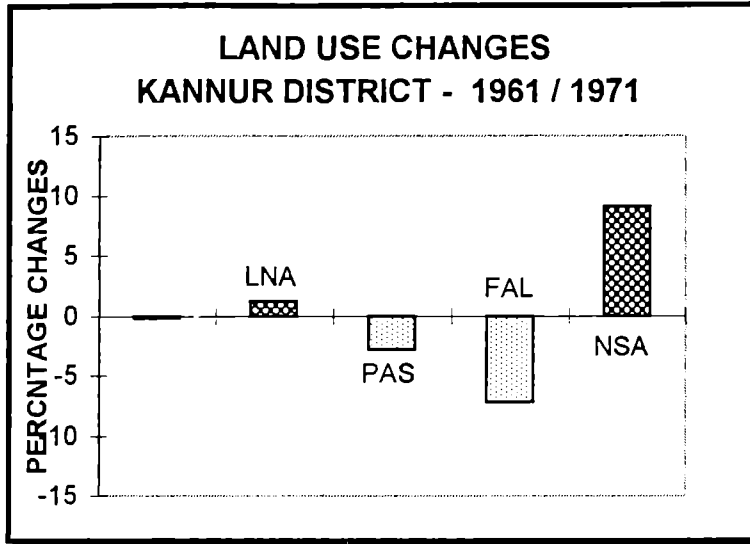 LAND USE CHANGES
KANNUR DISTRICT - 1961 / 1971
PERCNTAGE CHANGES
15
10
5
0
-5
-10
-15
LNA
PAS
FAL
NSA